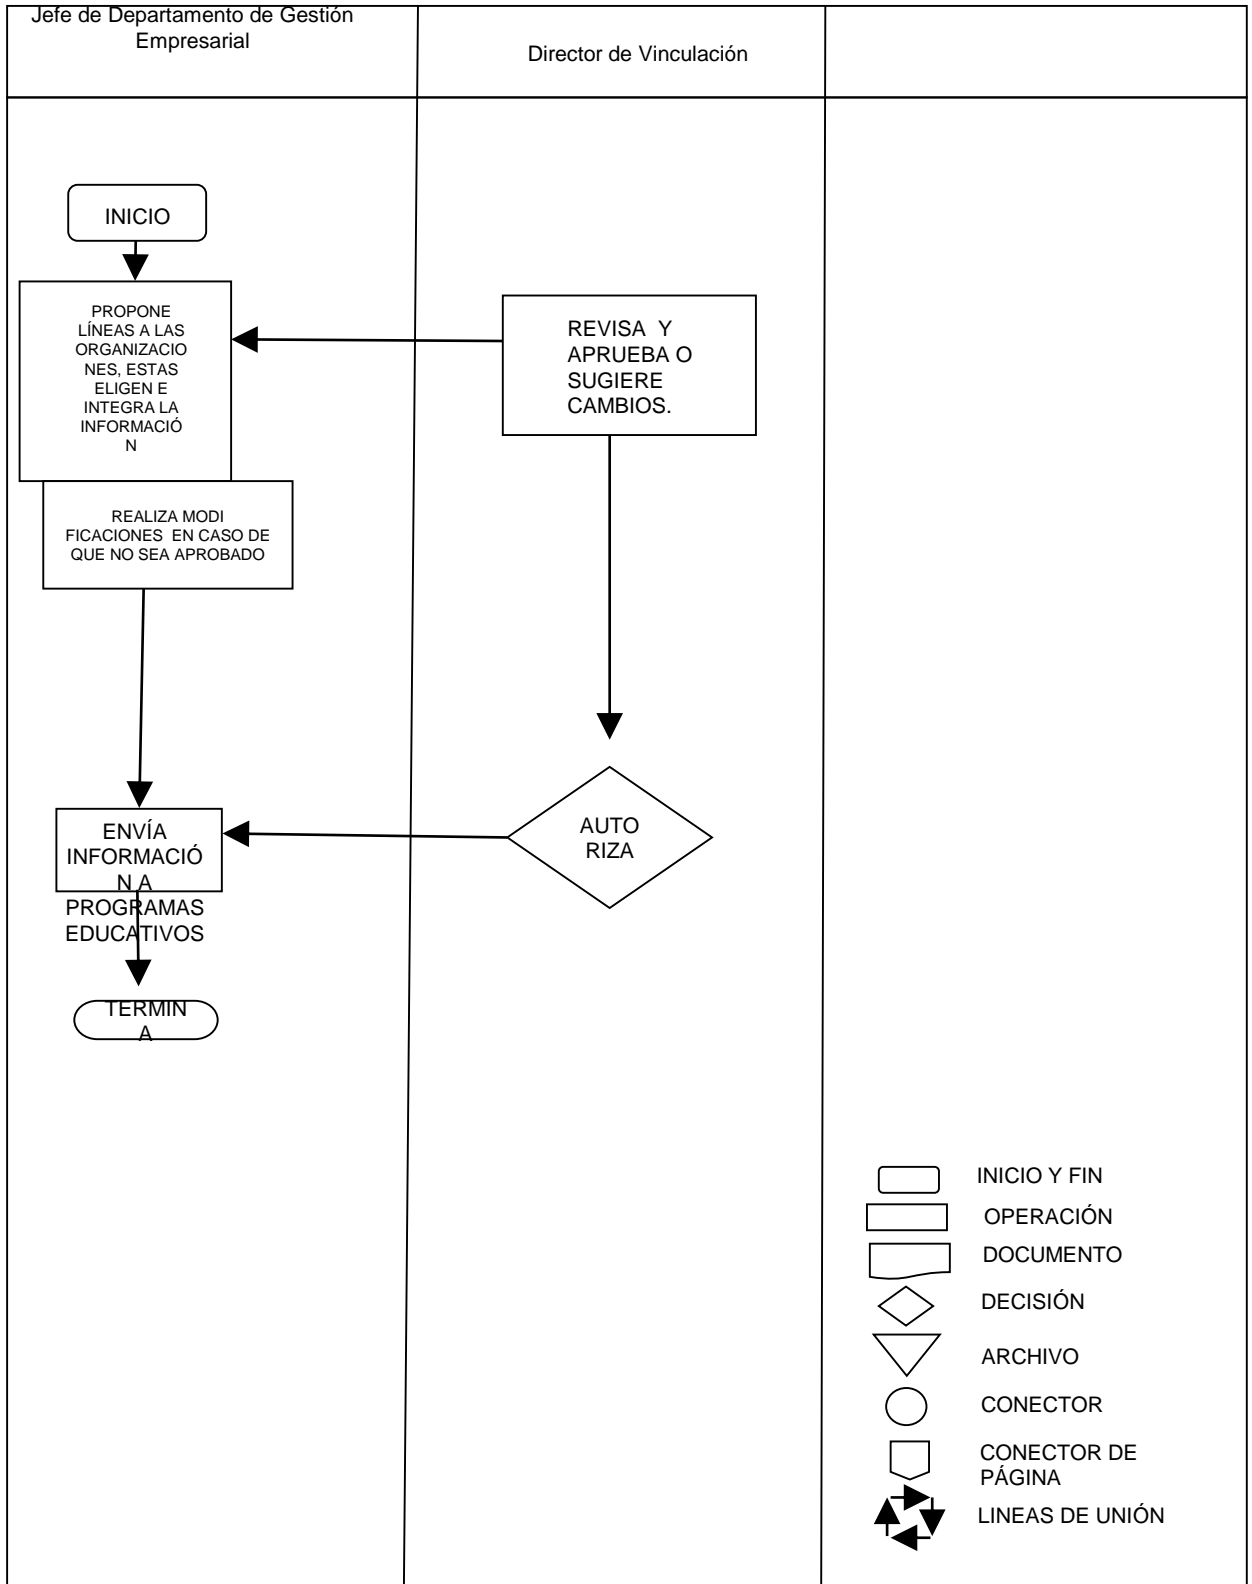 Jefe de Departamento de Gestión
Empresarial
Director de Vinculación
INICIO
PROPONE
LÍNEAS A LAS
ORGANIZACIO
NES, ESTAS
ELIGEN E
INTEGRA LA
INFORMACIÓ
N
REVISA Y
APRUEBA O
SUGIERE
CAMBIOS.
REALIZA MODI
FICACIONES EN CASO DE
QUE NO SEA APROBADO
ENVÍA
INFORMACIÓ
N A
PROGRAMAS
EDUCATIVOS
AUTO
RIZA
TERMIN
A
INICIO Y FIN
OPERACIÓN
DOCUMENTO
DECISIÓN
ARCHIVO
CONECTOR
CONECTOR DE
PÁGINA
LINEAS DE UNIÓN